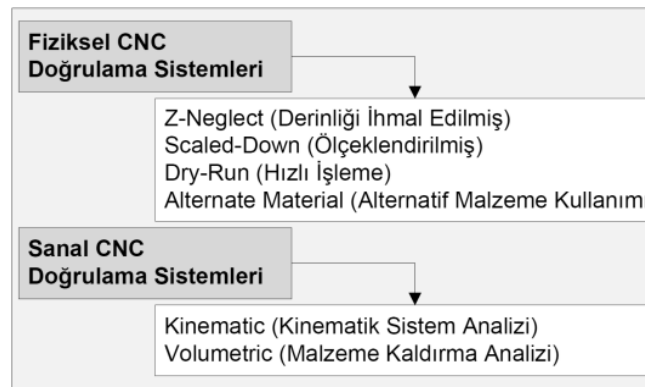 Fiziksel CNC
Doğrulama Sistemleri
Z-Neglect (Derinliği İhmal Edilmiş)
Scaled-Down (Ölçeklendirilmiş)
Dry-Run (Hızlı İşleme)
Alternate Material (Alternatif Malzeme Kullanım
Sanal CNC
Doğrulama Sistemleri
Kinematic (Kinematik Sistem Analizi)
Volumetric (Malzeme Kaldırma Analizi)